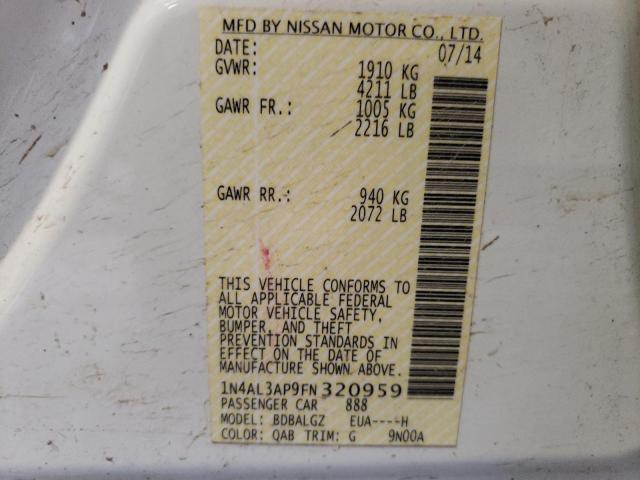 MFD BY NISSAN MOTOR CO., LTD.
DATE: 07/14
GVWR: 1910 KG
4211 LB
GAWR FR.: 1005 KG
2216 LB
GAWR RR.: 940 KG
2072 LB
THIS VEHICLE CONFORMS TO
ALL APPLICABLE FEDERAL
MOTOR VEHICLE SAFETY,
BUMPER, AND THEFT
PREVENTION STANDARDS IN
EFFECT ON THE DATE OF
MANUFACTURE SHOWN ABOVE.
1N4AL3AP9FN320959
PASSENGER CAR 888
MODEL: BDBALGZ EUA----H
COLOR: QAB TRIM: G 9N00A